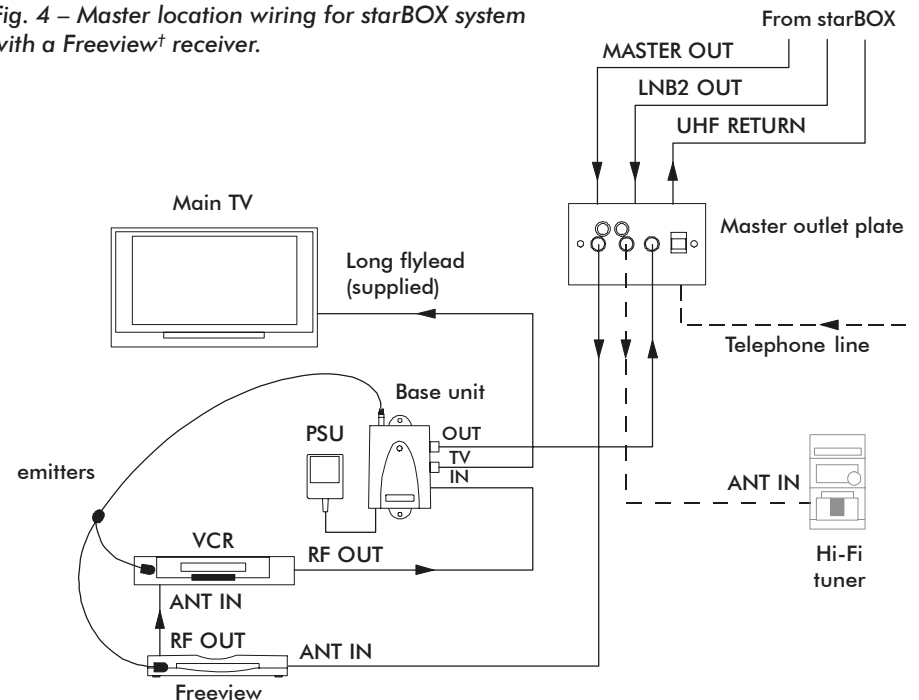 Fig. 4 – Master location wiring for starBOX system
with a Freeview† receiver.
From starBOX
MASTER OUT
LNB2 OUT
UHF RETURN
Main TV
Master outlet plate
Long flylead
(supplied)
Telephone line
Base unit
PSU
OUT
TV
IN
emitters
ANT IN
VCR
RF OUT
Hi-Fi
tuner
ANT IN
RF OUT
ANT IN
Freeview